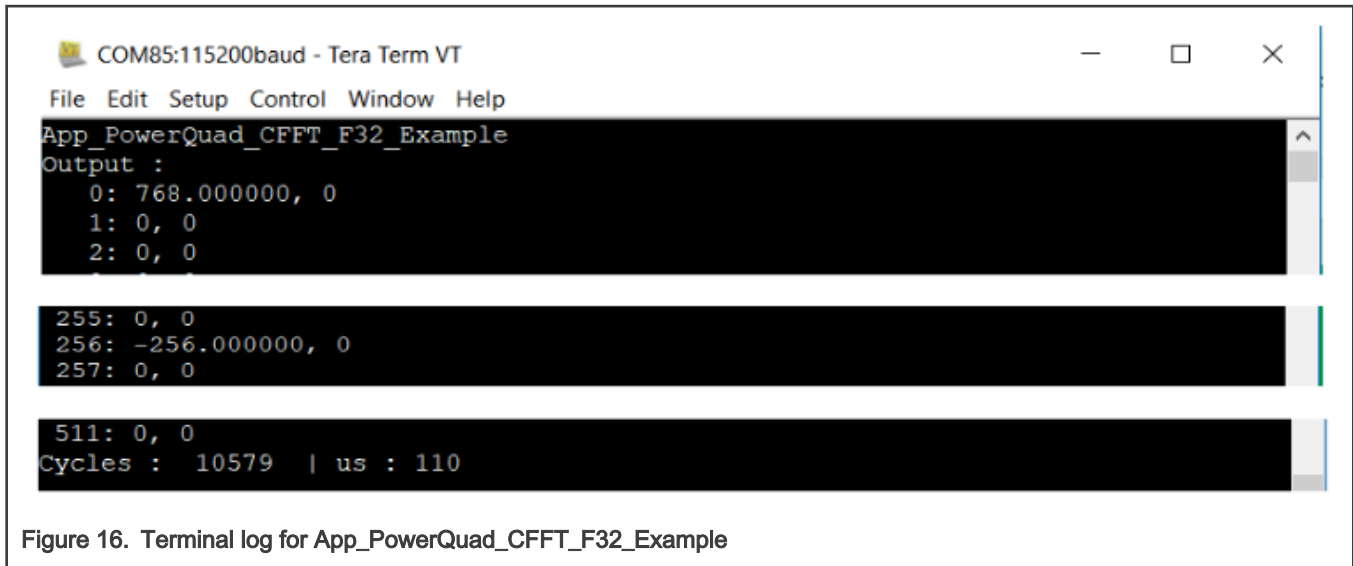 COM85:115200baud - Tera Term VT
File Edit Setup Control Window Help
App_PowerQuad_CFFT_F32_Example
Output :
0: 768.000000, 0
1: 0, 0
2: 0, 0
255: 0, 0
256: -256.000000, 0
257: 0, 0
511: 0, 0
Cycles : 10579 | us : 110
Figure 16. Terminal log for App_PowerQuad_CFFT_F32_Example